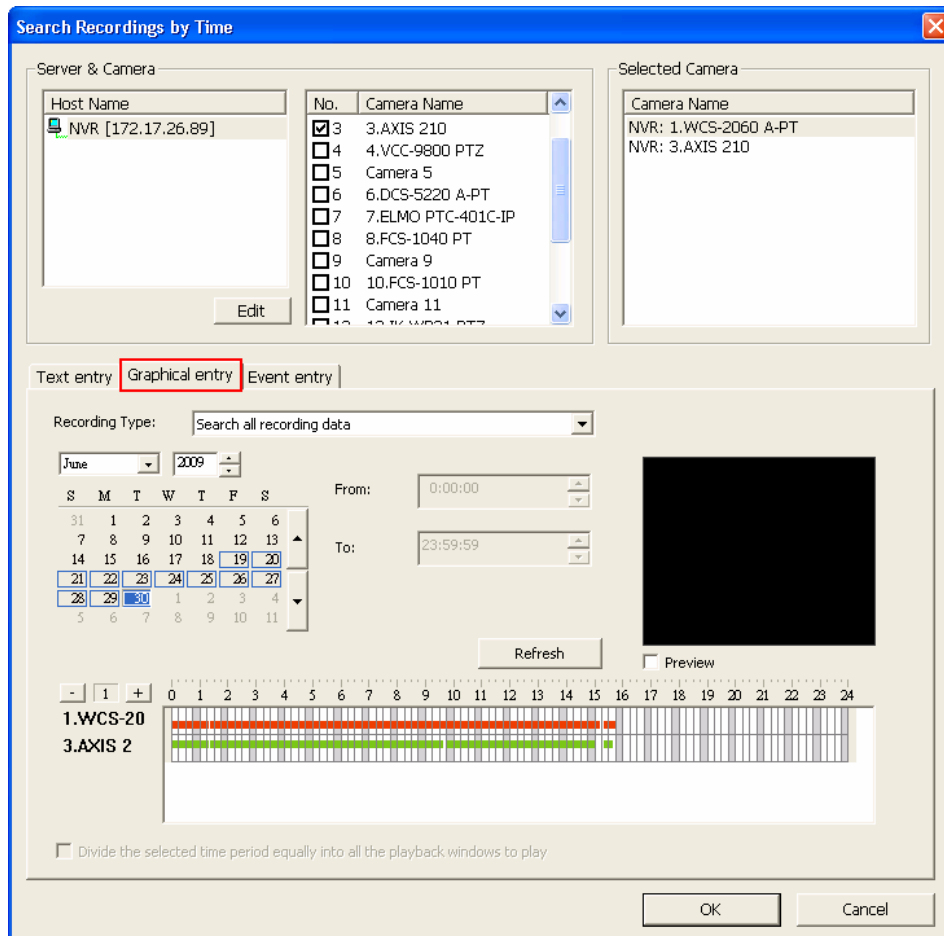 Search Recordings by Time
Server & Camera
Selected Camera
Host Name
NVR [172.17.26.89]
Edit
No. Camera Name
3 3.AXIS 210
4 4.VCC-9800 PTZ
5 Camera 5
6 6.DCS-5220 A-PT
7 7.ELMO PTC-401C-IP
8 8.FCS-1040 PT
9 Camera 9
10 10.FCS-1010 PT
11 Camera 11
Camera Name
NVR: 1.WCS-2060 A-PT
NVR: 3.AXIS 210
Text entry Graphical entry Event entry
Recording Type: Search all recording data
June 2009
S M T W T F S
31 1 2 3 4 5 6
7 8 9 10 11 12 13
14 15 16 17 18 19 20
21 22 23 24 25 26 27
28 29 30 1 2 3 4
5 6 7 8 9 10 11
From: 0:00:00
To: 23:59:59
Refresh
Preview
- 1 + 0 1 2 3 4 5 6 7 8 9 10 11 12 13 14 15 16 17 18 19 20 21 22 23 24
1.WCS-20
3.AXIS 2
Divide the selected time period equally into all the playback windows to play
OK Cancel